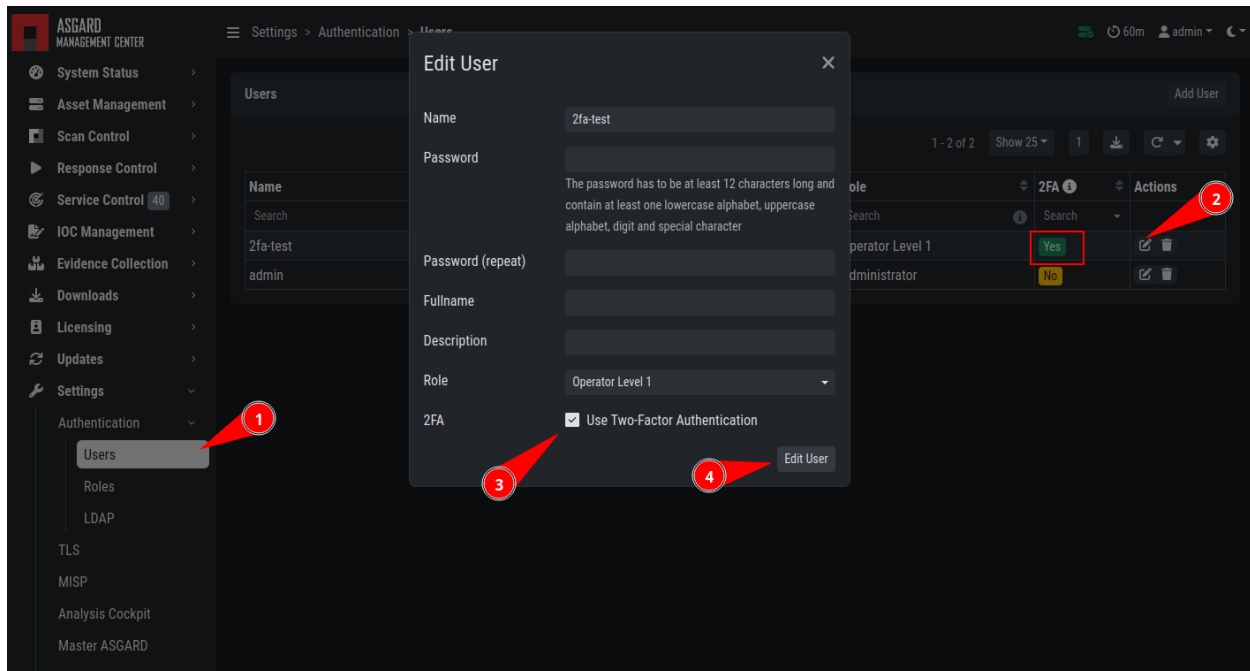 ASGARD
MANAGEMENT CENTER
Settings > Authentication > Users
60m
admin
System Status
Asset Management
Scan Control
Response Control
Service Control 40
IOC Management
Evidence Collection
Downloads
Licensing
Updates
Settings
Authentication
Users
Roles
LDAP
TLS
MISP
Analysis Cockpit
Master ASGARD
Users
Add User
1 - 2 of 2
Show 25
1
Name
ole
2FA
Actions
Search
Search
Search
2fa-test
perator Level 1
Yes
admin
dministrator
No
Edit User
Name
2fa-test
Password
The password has to be at least 12 characters long and
contain at least one lowercase alphabet, uppercase
alphabet, digit and special character
Password (repeat)
Fullname
Description
Role
Operator Level 1
2FA
Use Two-Factor Authentication
Edit User
1
2
3
4